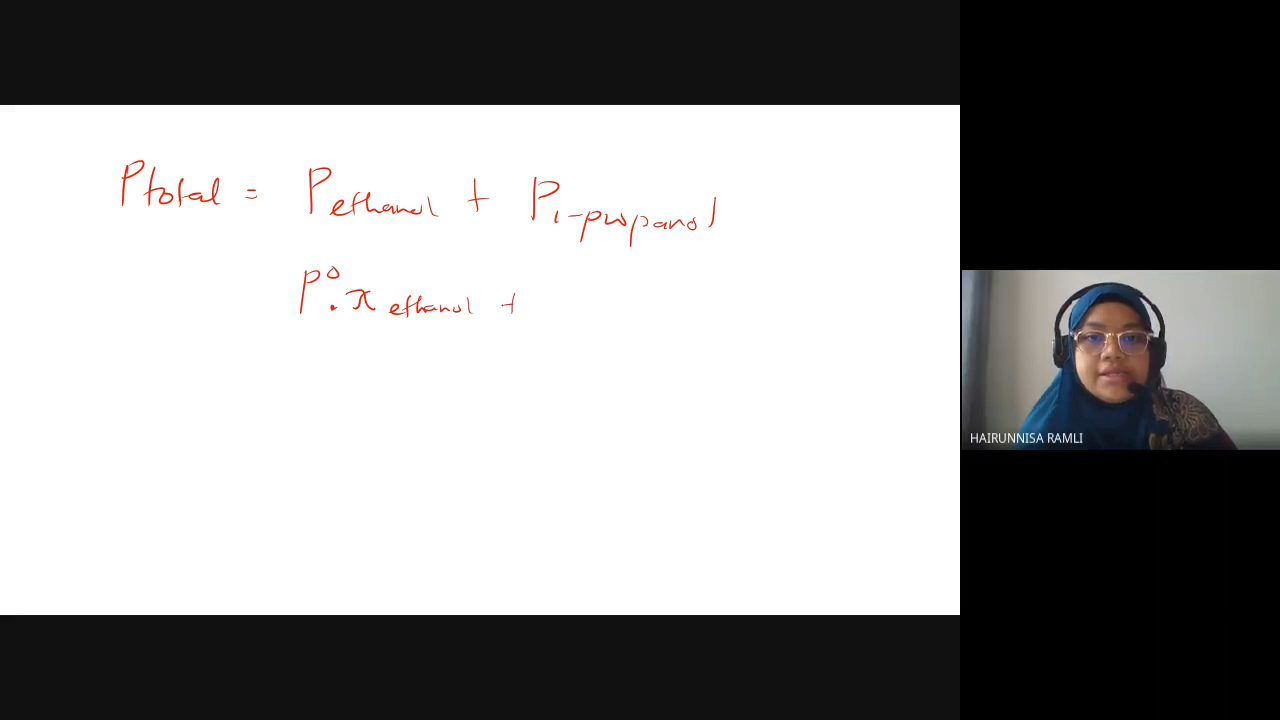 Ptotal = Pethanol + P1-propanol
P°.x ethanol +
HAIRUNNISA RAMLI